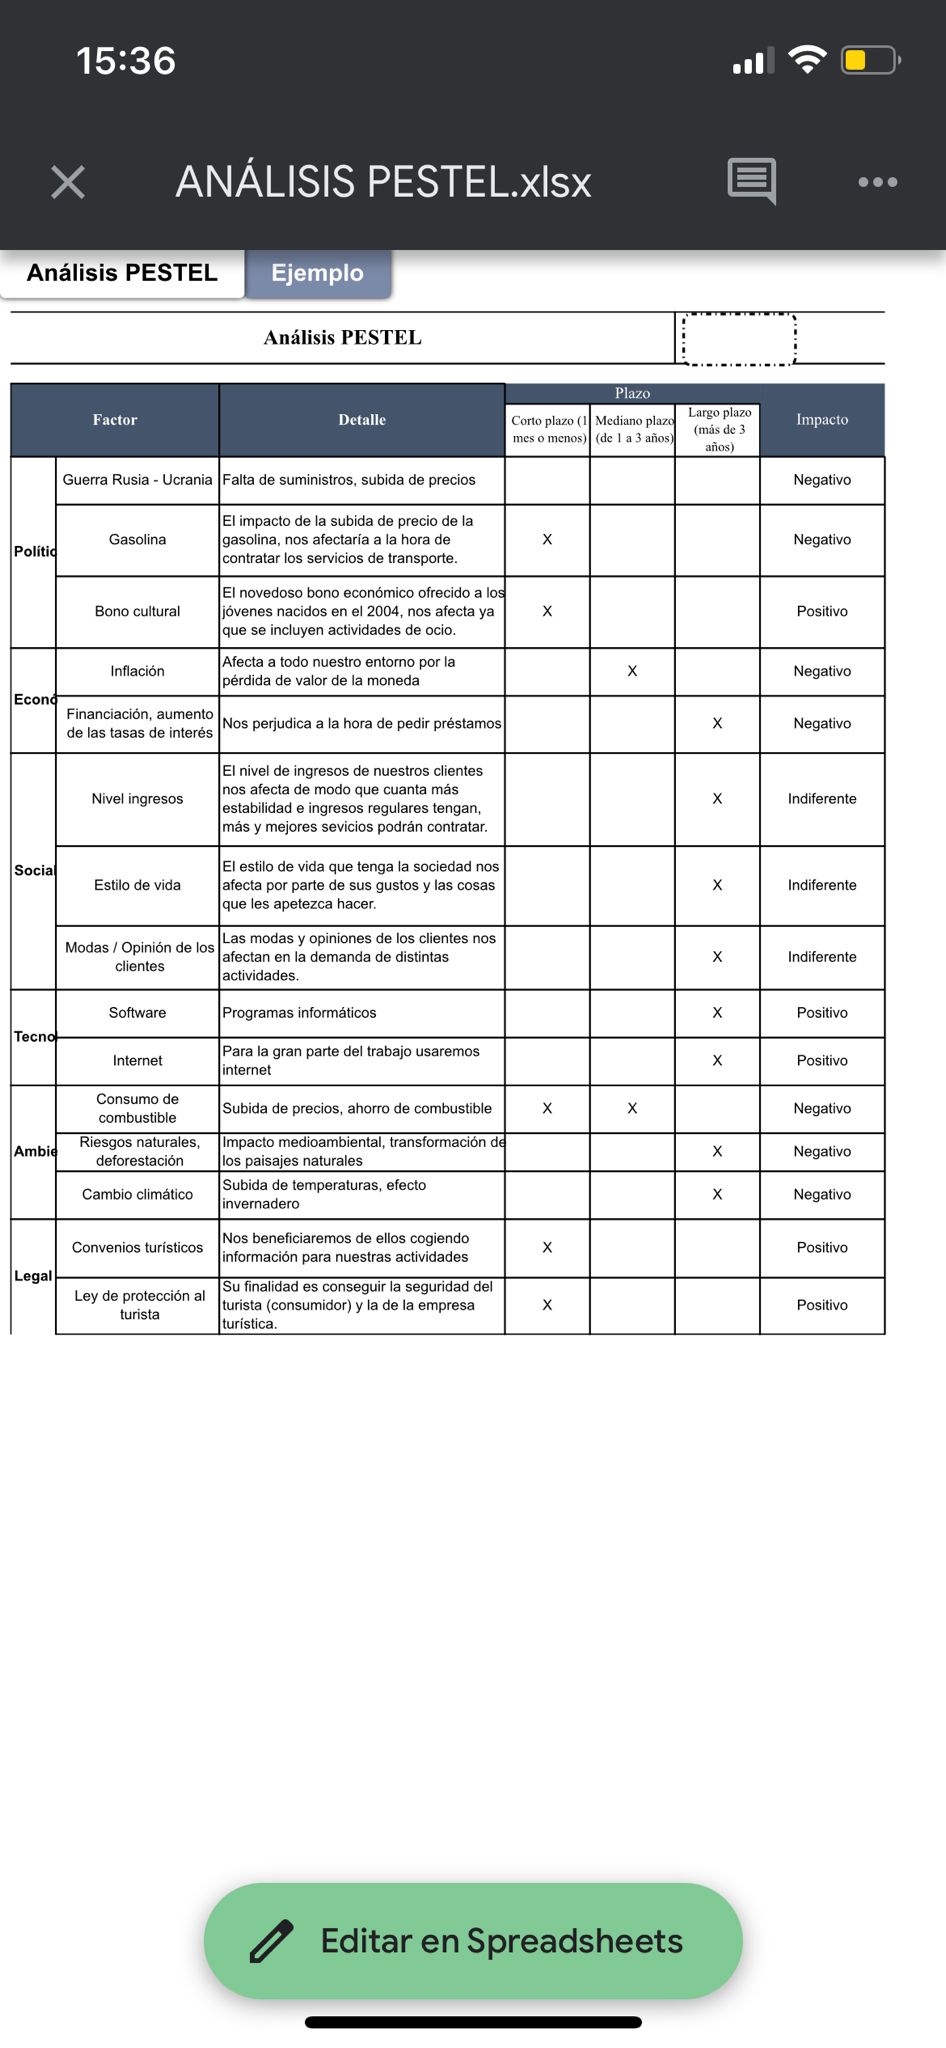 15:36
ANÁLISIS PESTEL.xlsx
Análisis PESTEL
Ejemplo
Análisis PESTEL
Factor
Detalle
Plazo
Corto plazo (1
mes o menos)
Mediano plazo
(de 1 a 3 años)
Largo plazo
(más de 3
años)
Impacto
Polític
Guerra Rusia - Ucrania
Falta de suministros, subida de precios
Negativo
Gasolina
El impacto de la subida de precio de la
gasolina, nos afectaría a la hora de
contratar los servicios de transporte.
X
Negativo
Bono cultural
El novedoso bono económico ofrecido a los
jóvenes nacidos en el 2004, nos afecta ya
que se incluyen actividades de ocio.
X
Positivo
Econó
Inflación
Afecta a todo nuestro entorno por la
pérdida de valor de la moneda
X
Negativo
Financiación, aumento
de las tasas de interés
Nos perjudica a la hora de pedir préstamos
X
Negativo
Social
Nivel ingresos
El nivel de ingresos de nuestros clientes
nos afecta de modo que cuanta más
estabilidad e ingresos regulares tengan,
más y mejores sevicios podrán contratar.
X
Indiferente
Estilo de vida
El estilo de vida que tenga la sociedad nos
afecta por parte de sus gustos y las cosas
que les apetezca hacer.
X
Indiferente
Modas / Opinión de los
clientes
Las modas y opiniones de los clientes nos
afectan en la demanda de distintas
actividades.
X
Indiferente
Tecnol
Software
Programas informáticos
X
Positivo
Internet
Para la gran parte del trabajo usaremos
internet
X
Positivo
Ambie
Consumo de
combustible
Subida de precios, ahorro de combustible
X
X
Negativo
Riesgos naturales,
deforestación
Impacto medioambiental, transformación de
los paisajes naturales
X
Negativo
Cambio climático
Subida de temperaturas, efecto
invernadero
X
Negativo
Legal
Convenios turísticos
Nos beneficiaremos de ellos cogiendo
información para nuestras actividades
X
Positivo
Ley de protección al
turista
Su finalidad es conseguir la seguridad del
turista (consumidor) y la de la empresa
turística.
X
Positivo
Editar en Spreadsheets